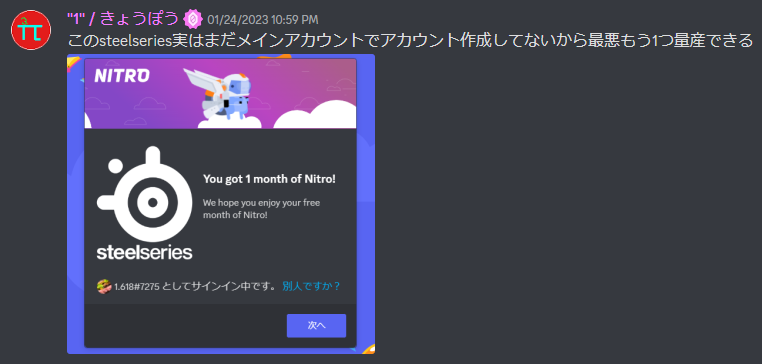 "1" / きょうぽう 01/24/2023 10:59 PM
このsteelseries実はまだメインアカウントでアカウント作成してないから最悪もう1つ量産できる
NITRO
You got 1 month of Nitro!
We hope you enjoy your free
month of Nitro!
steelseries
1.618#7275 としてサインイン中です。 別人ですか?
次へ